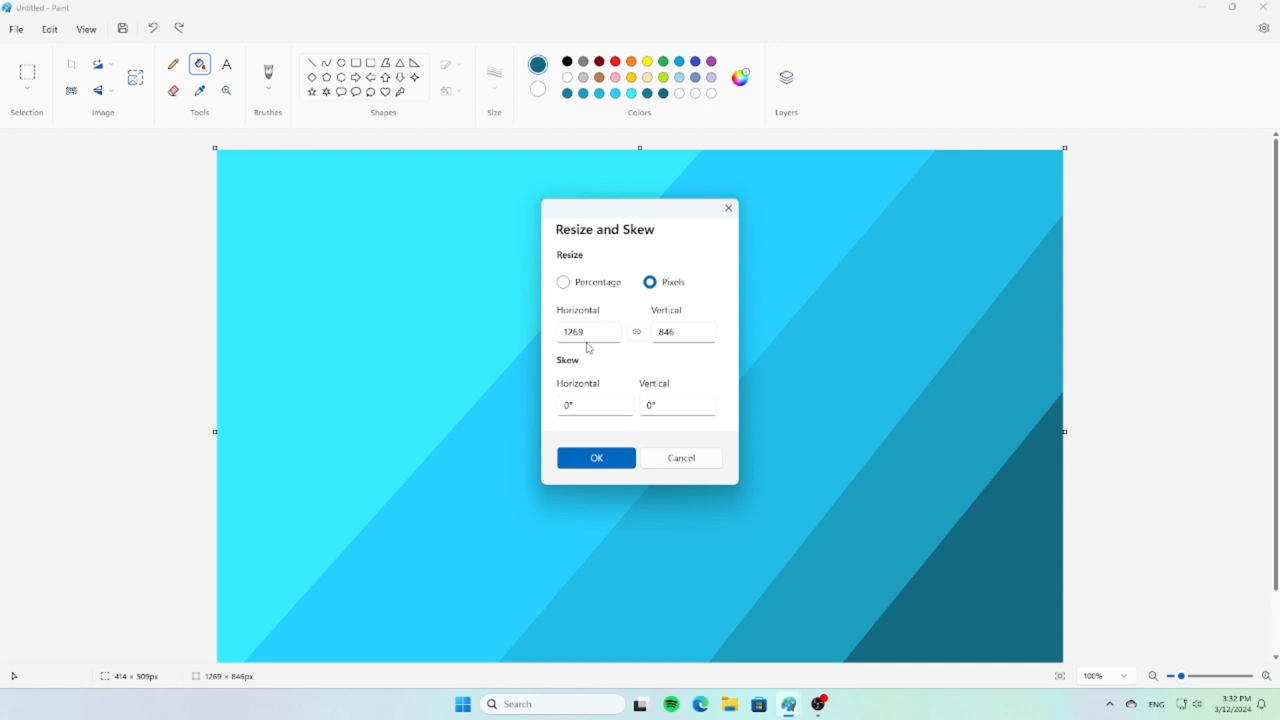 Untitled - Paint
File Edit View
Selection Image Tools Brushes Shapes Size Colors Layers
Resize and Skew
Resize
Percentage Pixels
Horizontal Vertical
1269 846
Skew
Horizontal Vertical
0° 0°
OK Cancel
414 × 509px 1269 × 846px 100%
Search
ENG
3:32 PM
3/12/2024